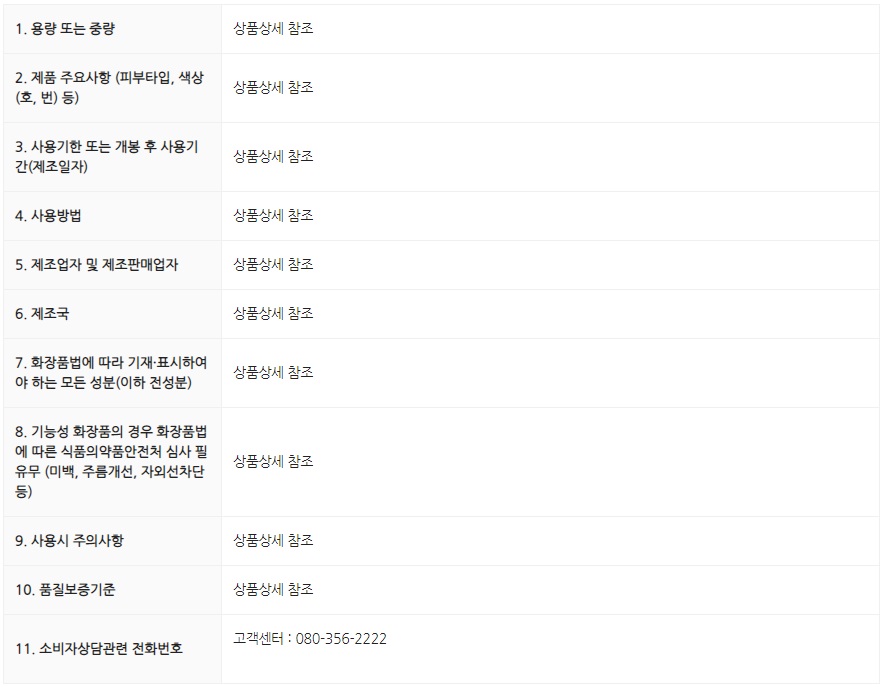 1. 용량 또는 중량
상품상세 참조
2. 제품 주요사항 (피부타입, 색상
(호, 번) 등)
상품상세 참조
3. 사용기한 또는 개봉 후 사용기
간(제조일자)
상품상세 참조
4. 사용방법
상품상세 참조
5. 제조업자 및 제조판매업자
상품상세 참조
6. 제조국
상품상세 참조
7. 화장품법에 따라 기재·표시하여
야 하는 모든 성분(이하 전성분)
상품상세 참조
8. 기능성 화장품의 경우 화장품법
에 따른 식품의약품안전처 심사 필
유무 (미백, 주름개선, 자외선차단
등)
상품상세 참조
9. 사용시 주의사항
상품상세 참조
10. 품질보증기준
상품상세 참조
11. 소비자상담관련 전화번호
고객센터 : 080-356-2222